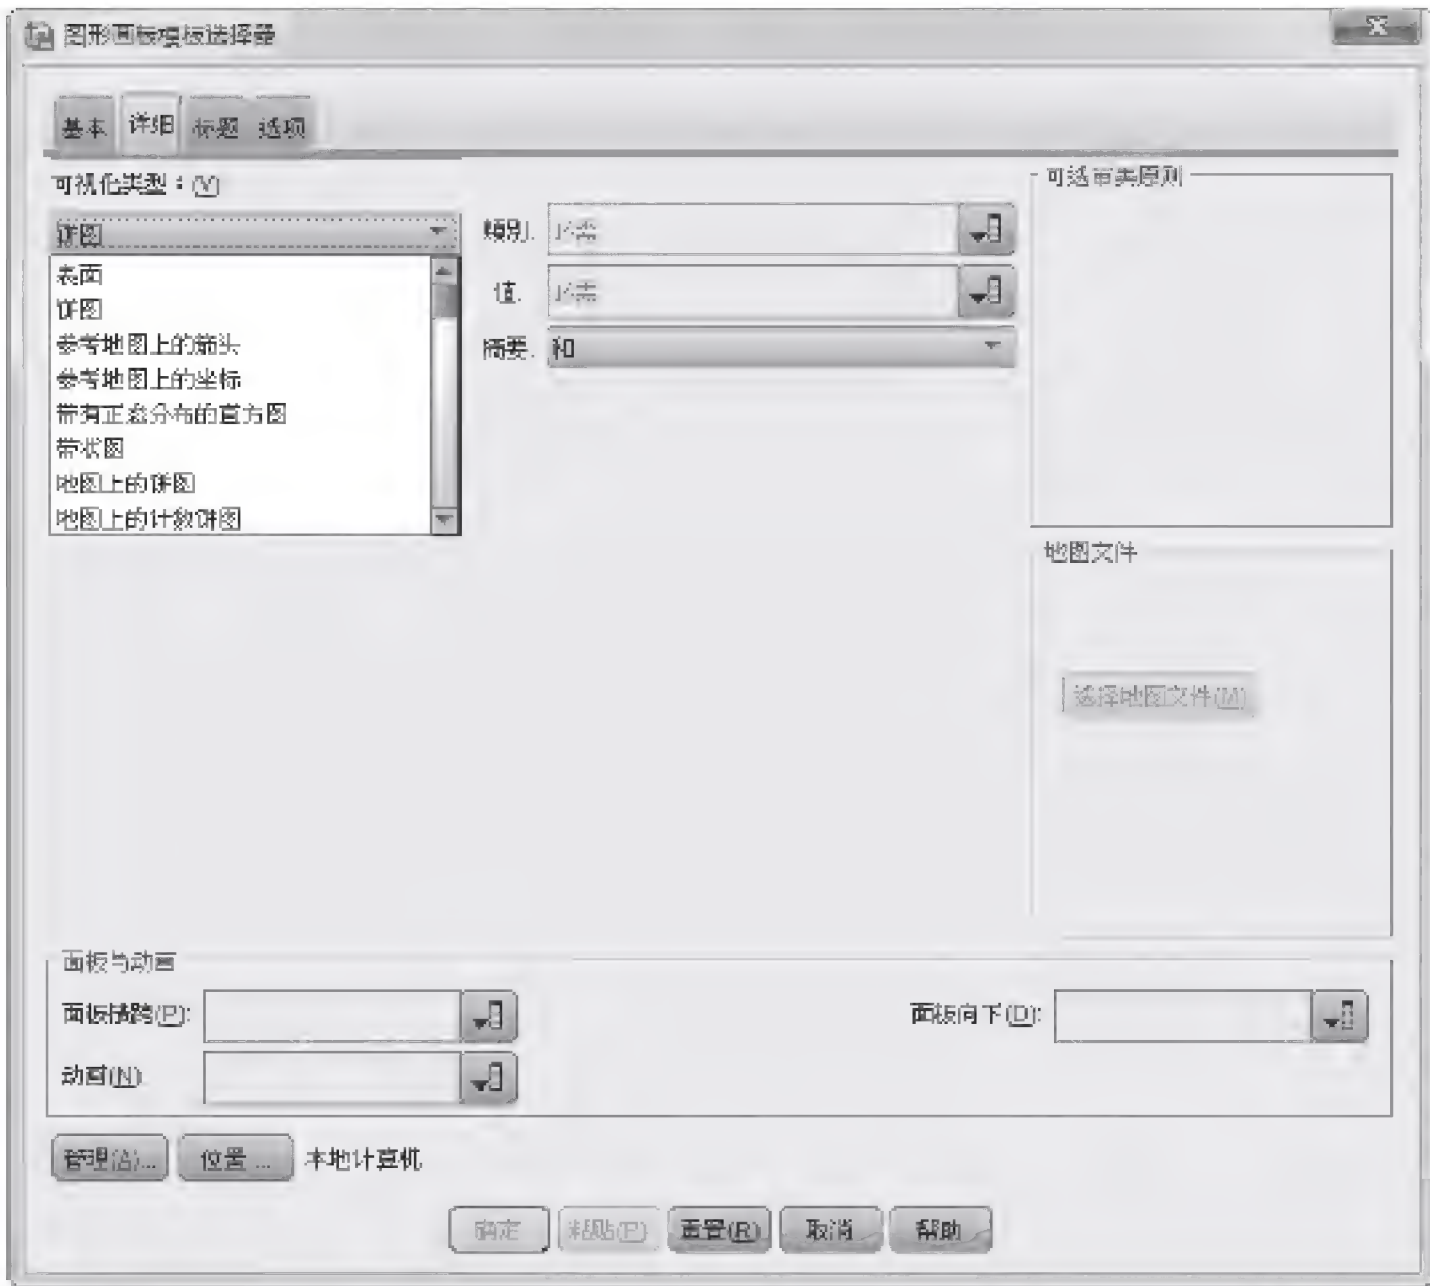 图形画板模板选择器
基本 详细 标题 选项
可视化类型：(V)
饼图
表面
饼图
参考地图上的箭头
参考地图上的坐标
带有正态分布的直方图
带状图
地图上的饼图
地图上的计数饼图
類別:
必需
值:
必需
摘要:
和
可选审美原则
地图文件
选择地图文件(M)
面板与动画
面板横跨(P):
面板向下(D):
动画(N)
管理(A)... 位置 ... 本地计算机
确定 粘贴(P) 重置(R) 取消 帮助